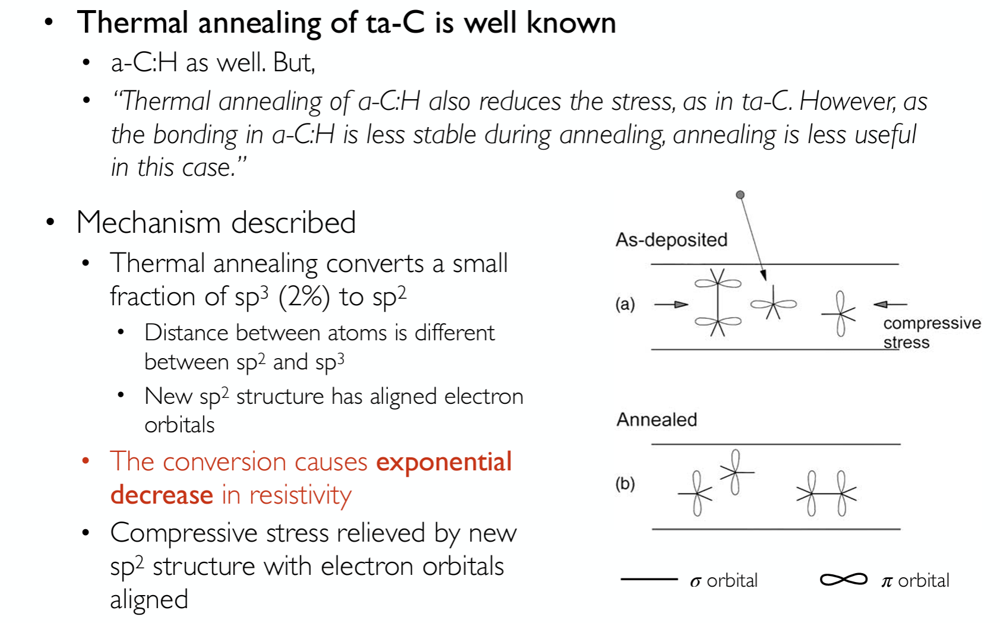 • Thermal annealing of ta-C is well known
• a-C:H as well. But,
• “Thermal annealing of a-C:H also reduces the stress, as in ta-C. However, as
the bonding in a-C:H is less stable during annealing, annealing is less useful
in this case.”
• Mechanism described
• Thermal annealing converts a small
fraction of sp³ (2%) to sp²
• Distance between atoms is different
between sp² and sp³
• New sp² structure has aligned electron
orbitals
• The conversion causes exponential
decrease in resistivity
• Compressive stress relieved by new
sp² structure with electron orbitals
aligned
As-deposited
(a)
compressive
stress
Annealed
(b)
σ orbital
π orbital